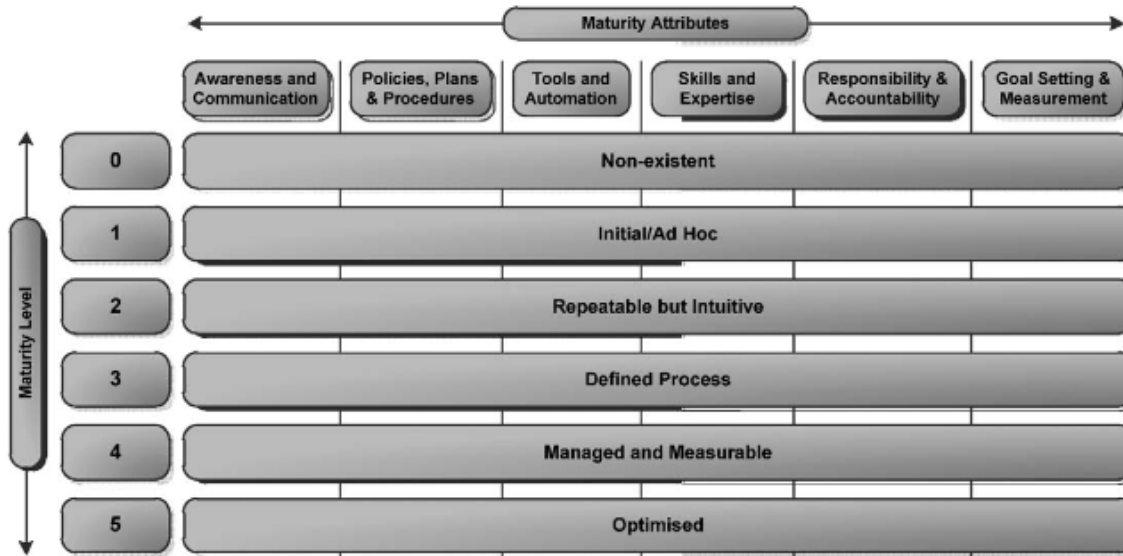 Maturity Attributes
Awareness and
Communication
Policies, Plans
& Procedures
Tools and
Automation
Skills and
Expertise
Responsibility &
Accountability
Goal Setting &
Measurement
Maturity Level
0
Non-existent
1
Initial/Ad Hoc
2
Repeatable but Intuitive
3
Defined Process
4
Managed and Measurable
5
Optimised